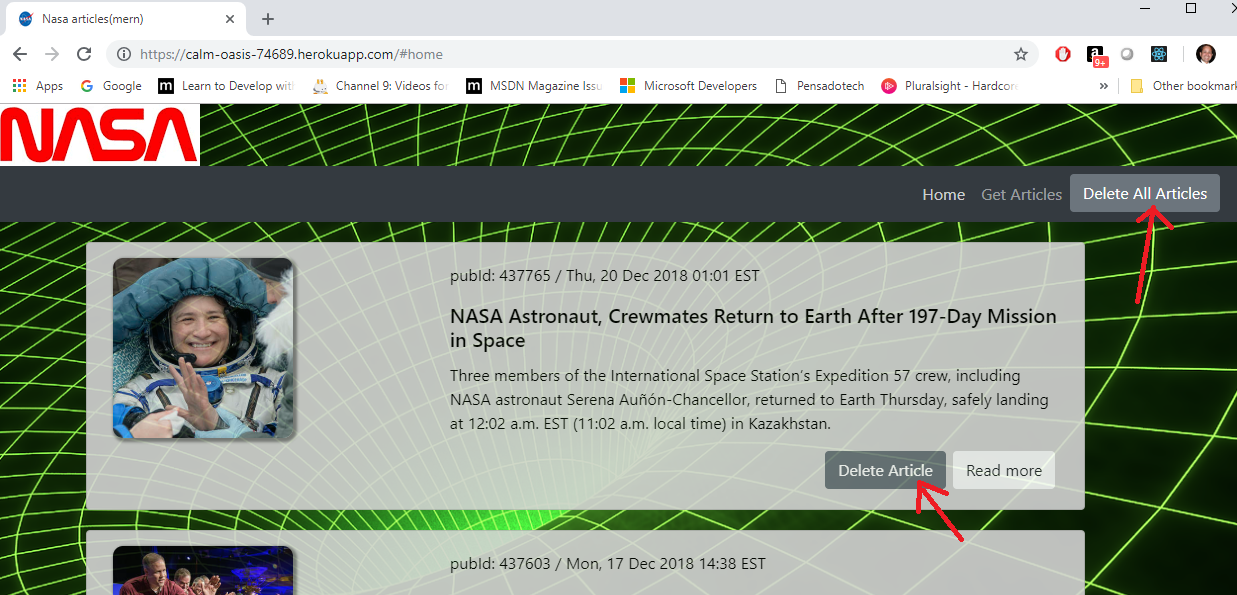 Nasa articles(mern)
https://calm-oasis-74689.herokuapp.com/#home
a
9+
Apps
Google
m Learn to Develop with
Channel 9: Videos for
m MSDN Magazine Issu
Microsoft Developers
Pensadotech
Pluralsight - Hardcore
»
Other bookmark
NASA
Home
Get Articles
Delete All Articles
pubId: 437765 / Thu, 20 Dec 2018 01:01 EST
NASA Astronaut, Crewmates Return to Earth After 197-Day Mission
in Space
Three members of the International Space Station's Expedition 57 crew, including
NASA astronaut Serena Auñón-Chancellor, returned to Earth Thursday, safely landing
at 12:02 a.m. EST (11:02 a.m. local time) in Kazakhstan.
Delete Article
Read more
pubId: 437603 / Mon, 17 Dec 2018 14:38 EST